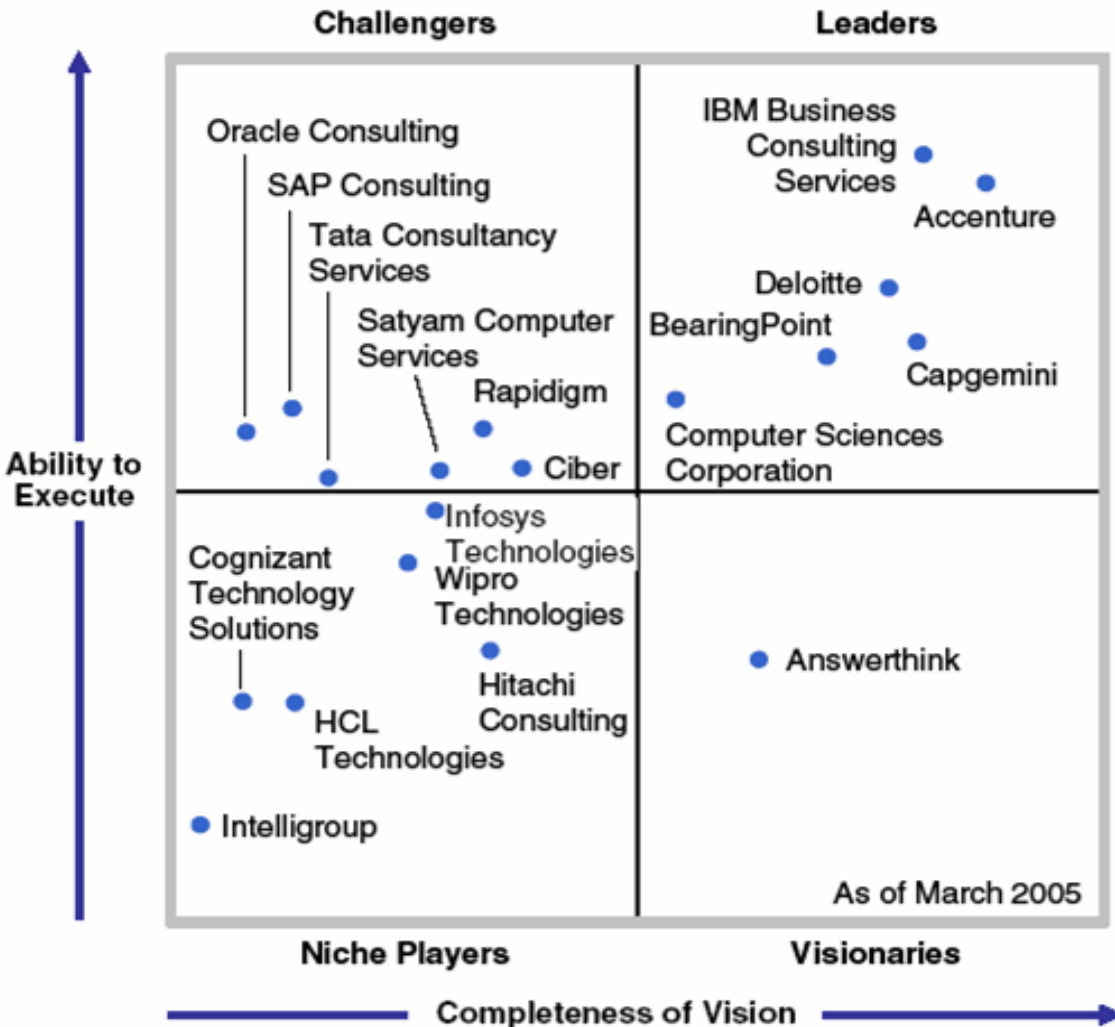 Challengers
Leaders
IBM Business
Consulting
Services
Oracle Consulting
Accenture
SAP Consulting
Tata Consultancy
Services
Deloitte
BearingPoint
Satyam Computer
Services
Capgemini
Rapidigm
Computer Sciences
Corporation
Ciber
Ability to
Execute
Infosys
Technologies
Cognizant
Technology
Solutions
Wipro
Technologies
Answerthink
Hitachi
Consulting
HCL
Technologies
Intelligroup
As of March 2005
Niche Players
Visionaries
Completeness of Vision